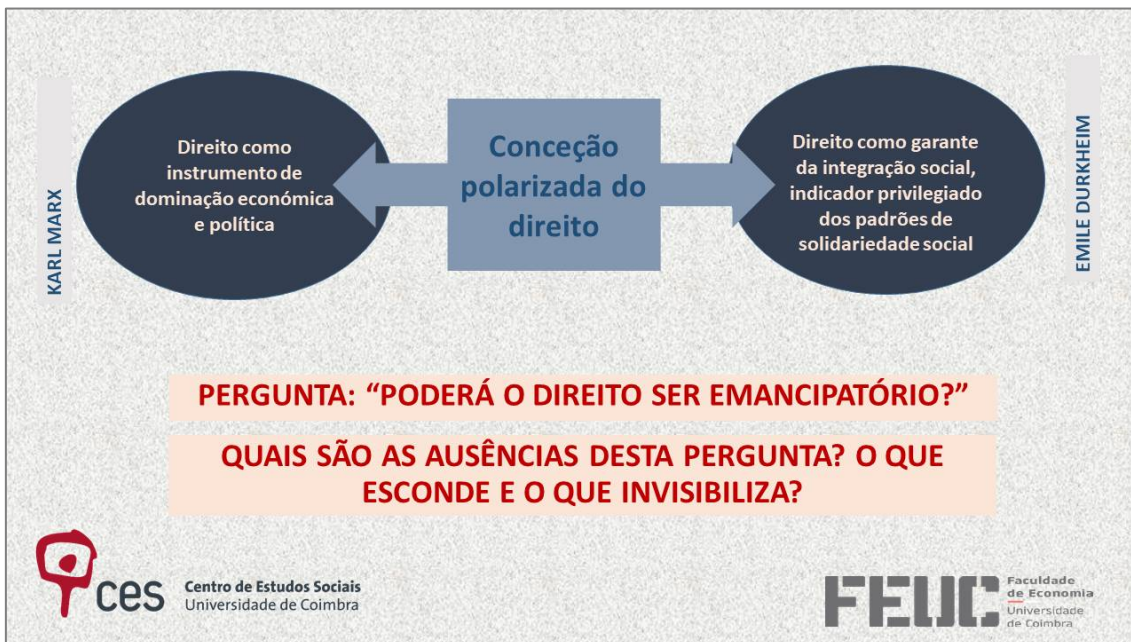 KARL MARX
Direito como
instrumento de
dominação económica
e política
Conceção
polarizada do
direito
Direito como garante
da integração social,
indicador privilegiado
dos padrões de
solidariedade social
EMILE DURKHEIM
PERGUNTA: “PODERÁ O DIREITO SER EMANCIPATÓRIO?”
QUAIS SÃO AS AUSÊNCIAS DESTA PERGUNTA? O QUE
ESCONDE E O QUE INVISIBILIZA?
ces
Centro de Estudos Sociais
Universidade de Coimbra
FEUC
Faculdade
de Economia
Universidade
de Coimbra